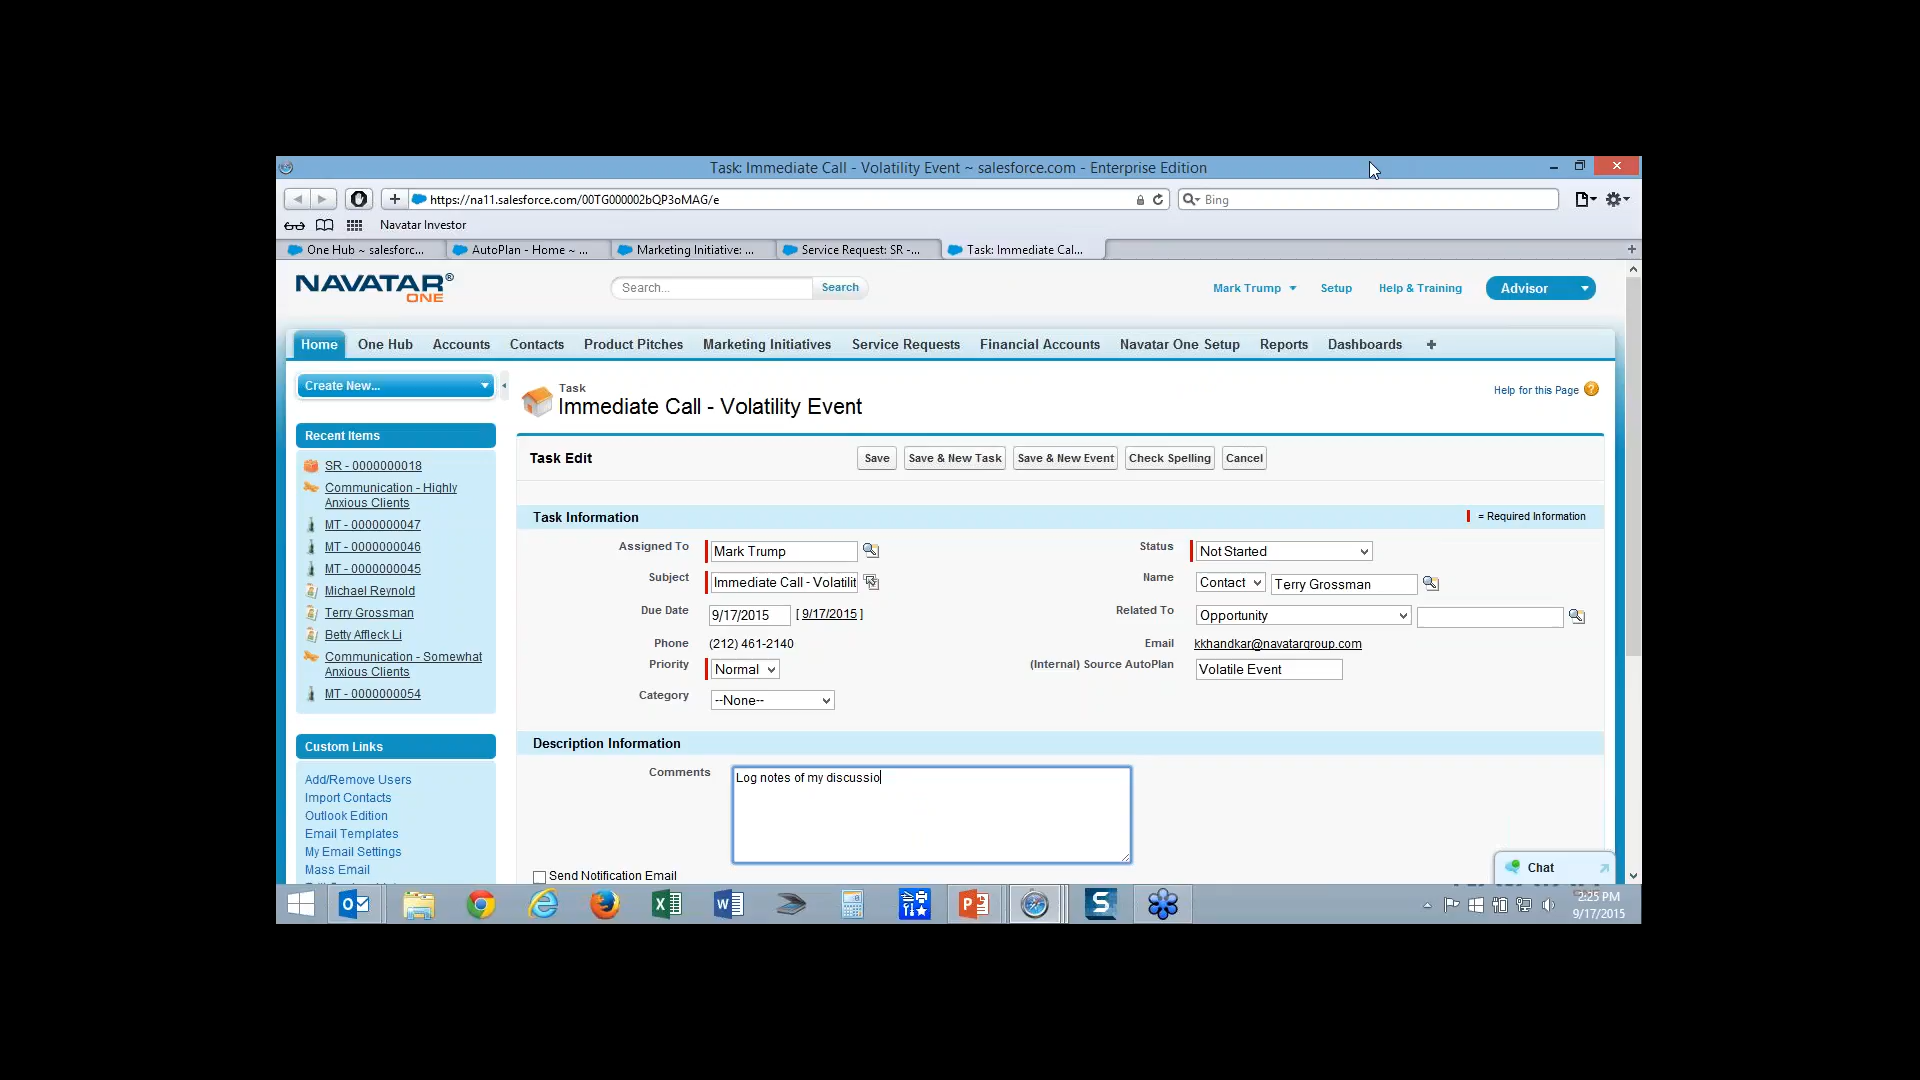 Task: Immediate Call - Volatility Event ~ salesforce.com - Enterprise Edition
https://na11.salesforce.com/00TG000002bQP3oMAG/e
Bing
Navatar Investor
One Hub ~ salesforc...
AutoPlan - Home ~ ...
Marketing Initiative: ...
Service Request: SR -...
Task: Immediate Cal...
NAVATAR®
ONE
Search...
Search
Mark Trump
Setup
Help & Training
Advisor
Home
One Hub
Accounts
Contacts
Product Pitches
Marketing Initiatives
Service Requests
Financial Accounts
Navatar One Setup
Reports
Dashboards
Create New...
Recent Items
SR - 0000000018
Communication - Highly
Anxious Clients
MT - 0000000047
MT - 0000000046
MT - 0000000045
Michael Reynold
Terry Grossman
Betty Affleck Li
Communication - Somewhat
Anxious Clients
MT - 0000000054
Custom Links
Add/Remove Users
Import Contacts
Outlook Edition
Email Templates
My Email Settings
Mass Email
Task
Immediate Call - Volatility Event
Help for this Page
Task Edit
Save
Save & New Task
Save & New Event
Check Spelling
Cancel
Task Information
= Required Information
Assigned To Mark Trump
Status Not Started
Subject Immediate Call - Volatilit
Name Contact Terry Grossman
Due Date 9/17/2015 [ 9/17/2015 ]
Related To Opportunity
Phone (212) 461-2140
Email kkhandkar@navatargroup.com
Priority Normal
(Internal) Source AutoPlan Volatile Event
Category --None--
Description Information
Comments Log notes of my discussio
Send Notification Email
Chat
2:25 PM
9/17/2015